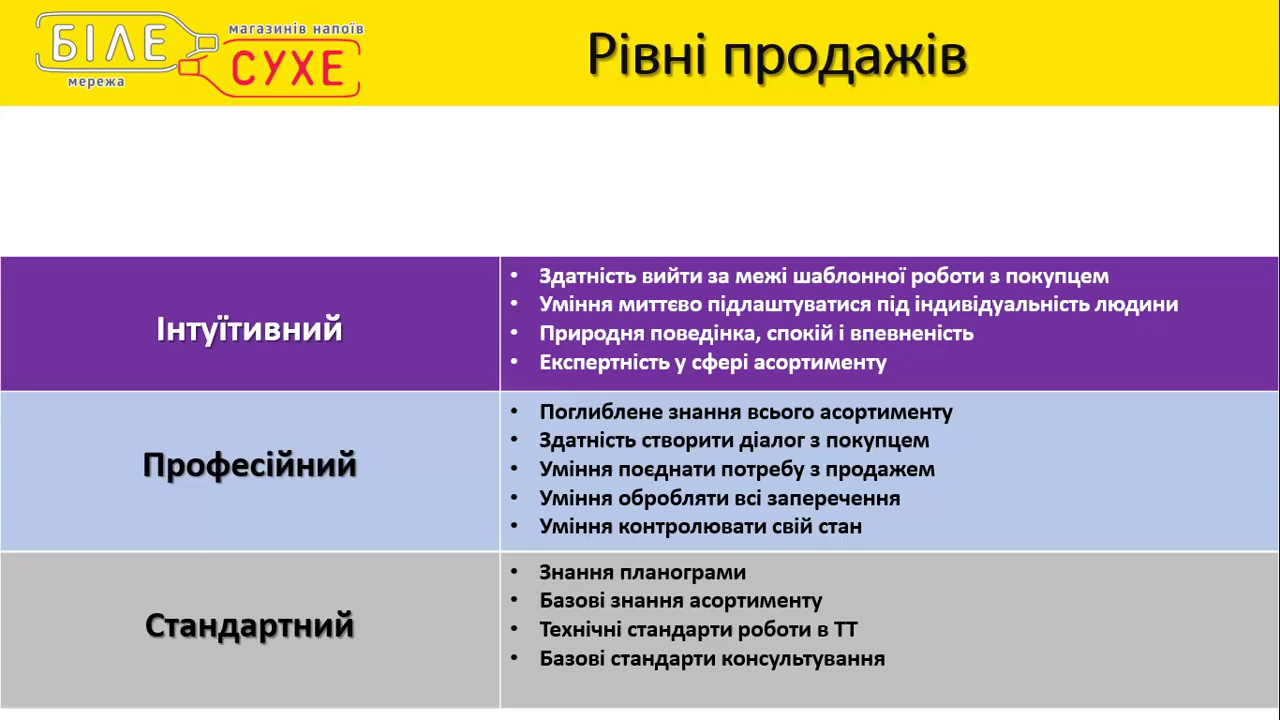 БІЛЕ
мережа
магазинів напоїв
СУХЕ
Рівні продажів
Інтуїтивний
• Здатність вийти за межі шаблонної роботи з покупцем
• Уміння миттєво підлаштуватися під індивідуальність людини
• Природня поведінка, спокій і впевненість
• Експертність у сфері асортименту
Професійний
• Поглиблене знання всього асортименту
• Здатність створити діалог з покупцем
• Уміння поєднати потребу з продажем
• Уміння обробляти всі заперечення
• Уміння контролювати свій стан
Стандартний
• Знання планограми
• Базові знання асортименту
• Технічні стандарти роботи в ТТ
• Базові стандарти консультування